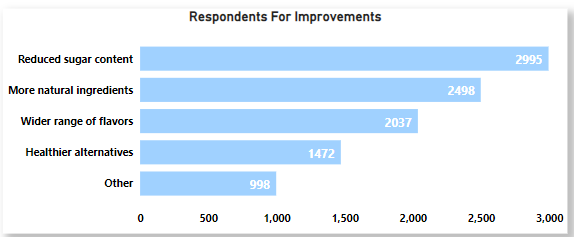 Respondents For Improvements
Reduced sugar content 2995
More natural ingredients 2498
Wider range of flavors 2037
Healthier alternatives 1472
Other 998
0 500 1,000 1,500 2,000 2,500 3,000